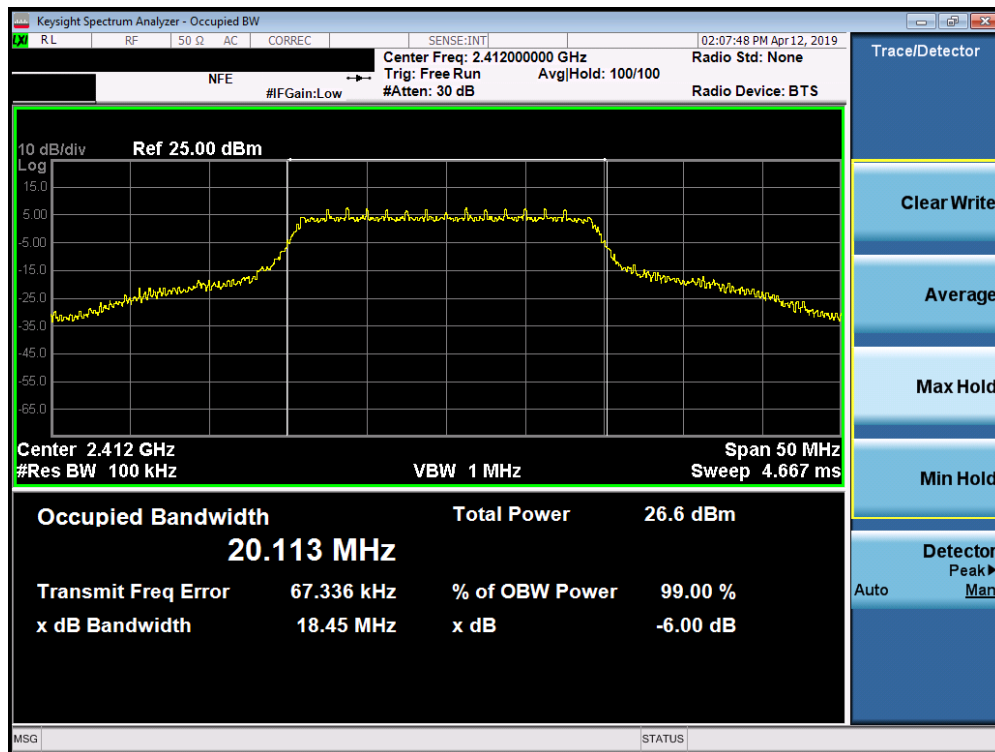 Keysight Spectrum Analyzer - Occupied BW
LXI RL RF 50 Ω AC CORREC SENSE:INT 02:07:48 PM Apr 12, 2019
Center Freq: 2.412000000 GHz Radio Std: None
NFE Trig: Free Run Avg|Hold: 100/100
#IFGain:Low #Atten: 30 dB Radio Device: BTS
10 dB/div Ref 25.00 dBm
Log
15.0
5.00
-5.00
-15.0
-25.0
-35.0
-45.0
-55.0
-65.0
Center 2.412 GHz Span 50 MHz
#Res BW 100 kHz VBW 1 MHz Sweep 4.667 ms
Occupied Bandwidth Total Power 26.6 dBm
20.113 MHz
Transmit Freq Error 67.336 kHz % of OBW Power 99.00 %
x dB Bandwidth 18.45 MHz x dB -6.00 dB
MSG STATUS
Trace/Detector
Clear Write
Average
Max Hold
Min Hold
Detector
Peak▶
Auto Man